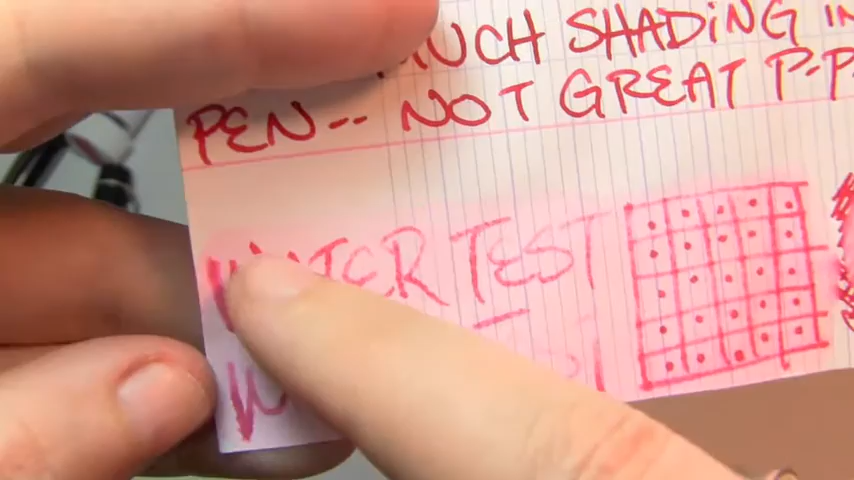 MUCH SHADING IN
PEN-- NOT GREAT P-P
WATER TEST